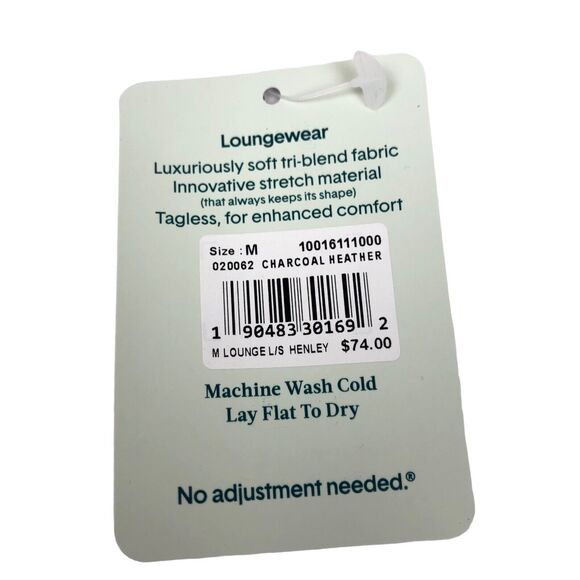 Loungewear
Luxuriously soft tri-blend fabric
Innovative stretch material
(that always keeps its shape)
Tagless, for enhanced comfort
Size : M 10016111000
020062 CHARCOAL HEATHER
1 90483 30169 2
M LOUNGE L/S HENLEY $74.00
Machine Wash Cold
Lay Flat To Dry
No adjustment needed.®